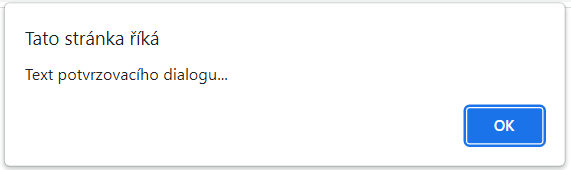 Tato stránka říká
Text potvrzovacího dialogu...
OK